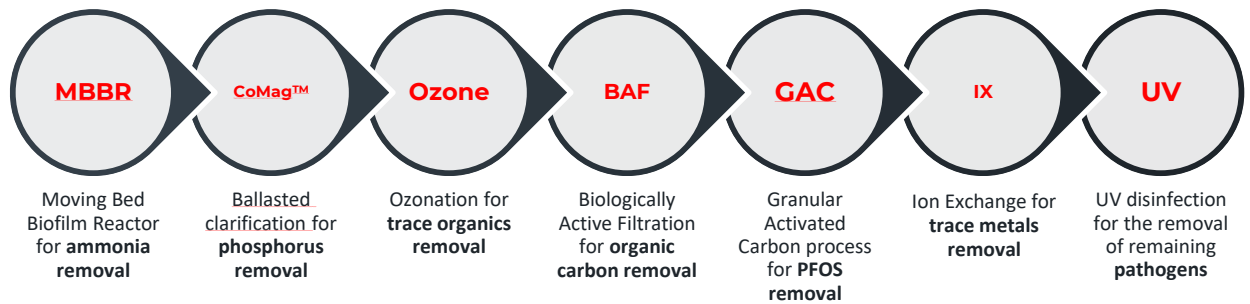 MBBR
CoMag™
Ozone
BAF
GAC
IX
UV
Moving Bed
Biofilm Reactor
for ammonia
removal
Ballasted
clarification for
phosphorus
removal
Ozonation for
trace organics
removal
Biologically
Active Filtration
for organic
carbon removal
Granular
Activated
Carbon process
for PFOS
removal
Ion Exchange for
trace metals
removal
UV disinfection
for the removal
of remaining
pathogens